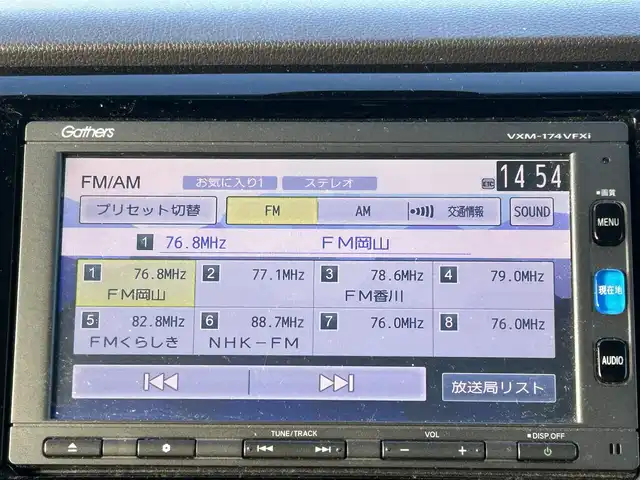 Gathers
VXM-174VFXi
FM/AM
お気に入り1
ステレオ
14:54
プリセット切替
FM
AM
交通情報
SOUND
1 76.8MHz FM岡山
1 76.8MHz FM岡山
2 77.1MHz
3 78.6MHz FM香川
4 79.0MHz
5 82.8MHz FMくらしき
6 88.7MHz NHK-FM
7 76.0MHz
8 76.0MHz
放送局リスト
画質
MENU
現在地
AUDIO
TUNE/TRACK
VOL
DISP.OFF